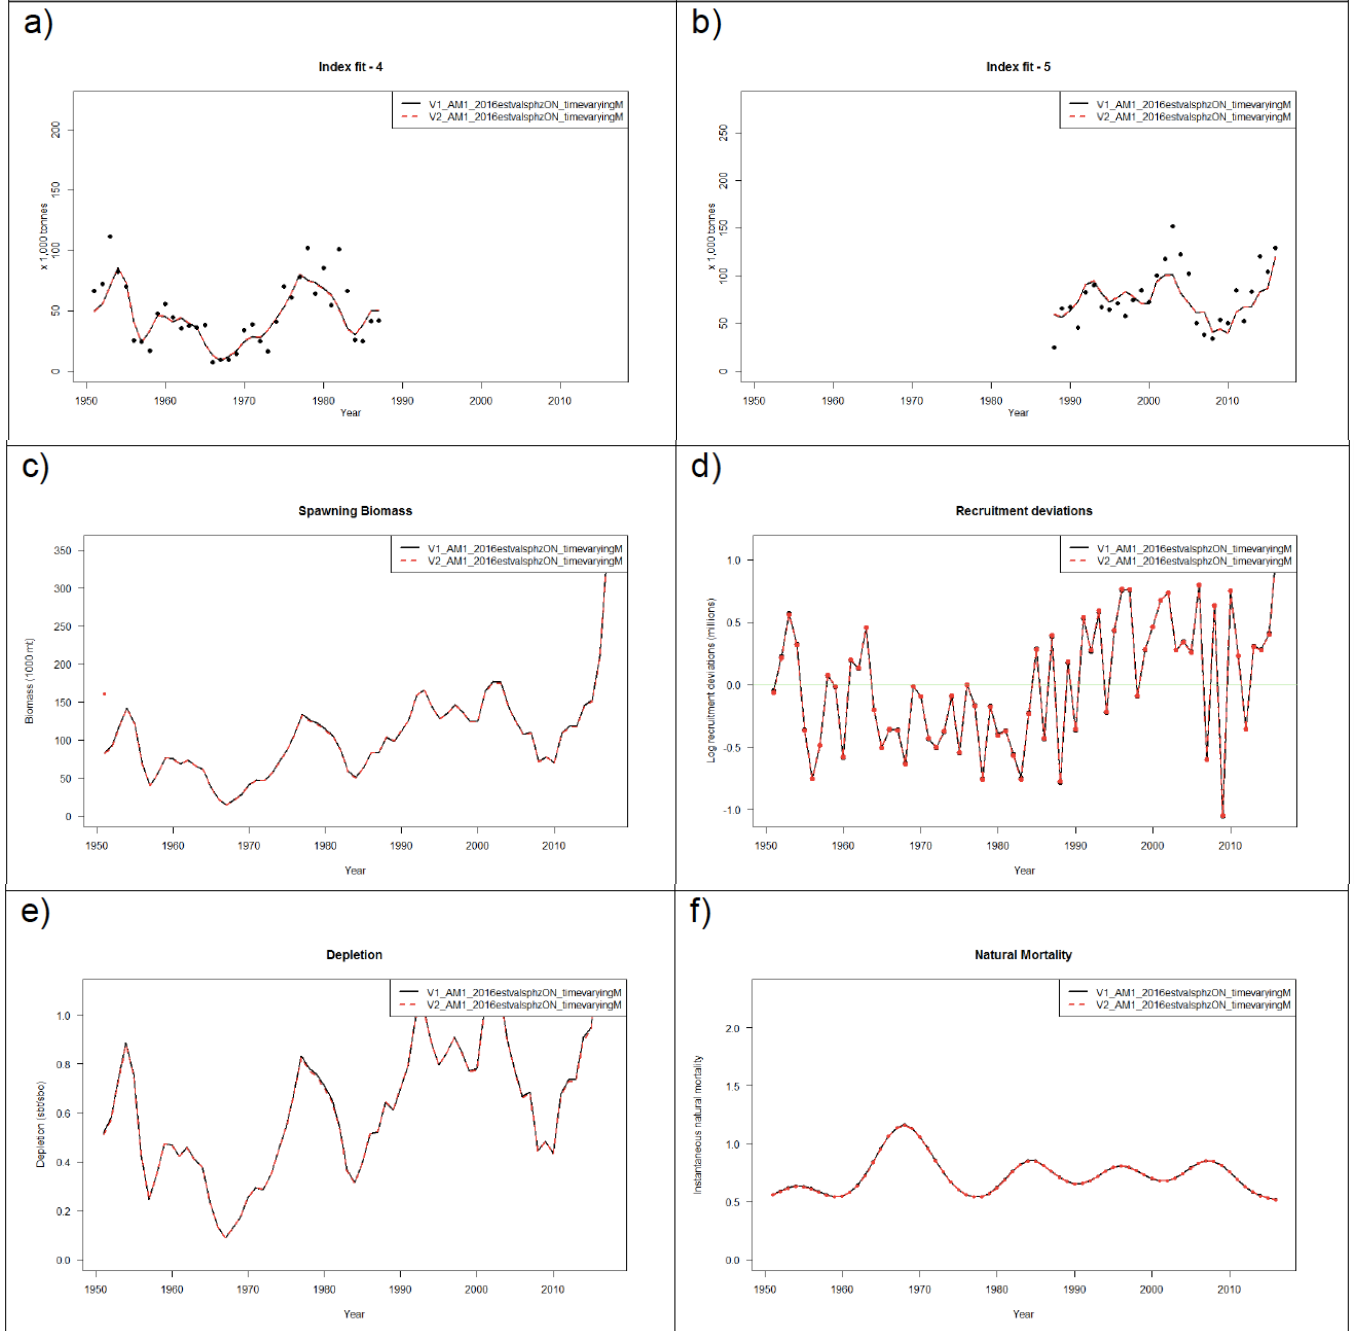 a)
Index fit - 4
V1_AM1_2016estvalsphzON_timevaryingM
V2_AM1_2016estvalsphzON_timevaryingM
x 1,000 tonnes
200
150
100
50
0
1950 1960 1970 1980 1990 2000 2010
Year
b)
Index fit - 5
V1_AM1_2016estvalsphzON_timevaryingM
V2_AM1_2016estvalsphzON_timevaryingM
x 1,000 tonnes
250
200
150
100
50
0
1950 1960 1970 1980 1990 2000 2010
Year
c)
Spawning Biomass
V1_AM1_2016estvalsphzON_timevaryingM
V2_AM1_2016estvalsphzON_timevaryingM
Biomass (1000 mt)
350
300
250
200
150
100
50
0
1950 1960 1970 1980 1990 2000 2010
Year
d)
Recruitment deviations
V1_AM1_2016estvalsphzON_timevaryingM
V2_AM1_2016estvalsphzON_timevaryingM
Log recruitment deviations (millions)
1.0
0.5
0.0
-0.5
-1.0
1950 1960 1970 1980 1990 2000 2010
Year
e)
Depletion
V1_AM1_2016estvalsphzON_timevaryingM
V2_AM1_2016estvalsphzON_timevaryingM
Depletion (sbt/sbo)
1.0
0.8
0.6
0.4
0.2
0.0
1950 1960 1970 1980 1990 2000 2010
Year
f)
Natural Mortality
V1_AM1_2016estvalsphzON_timevaryingM
V2_AM1_2016estvalsphzON_timevaryingM
Instantaneous natural mortality
2.0
1.5
1.0
0.5
0.0
1950 1960 1970 1980 1990 2000 2010
Year